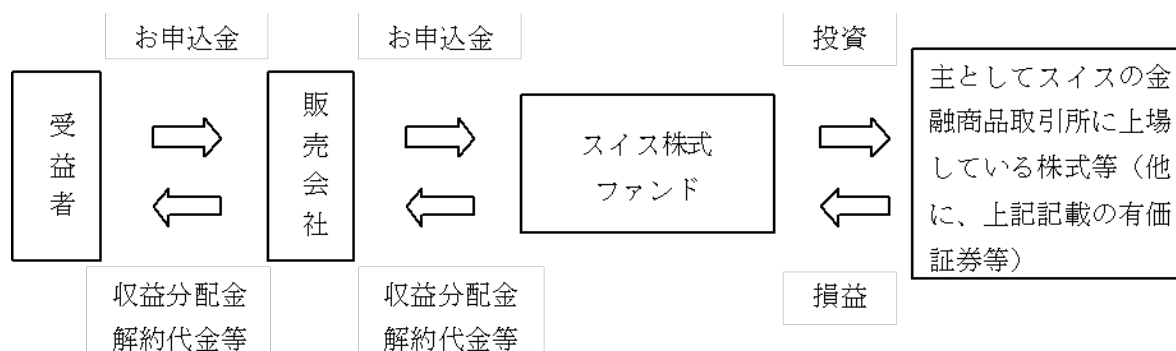 お申込金
お申込金
投資
受益者
販売会社
スイス株式
ファンド
主としてスイスの金
融商品取引所に上場
している株式等（他
に、上記記載の有価
証券等）
収益分配金
解約代金等
収益分配金
解約代金等
損益